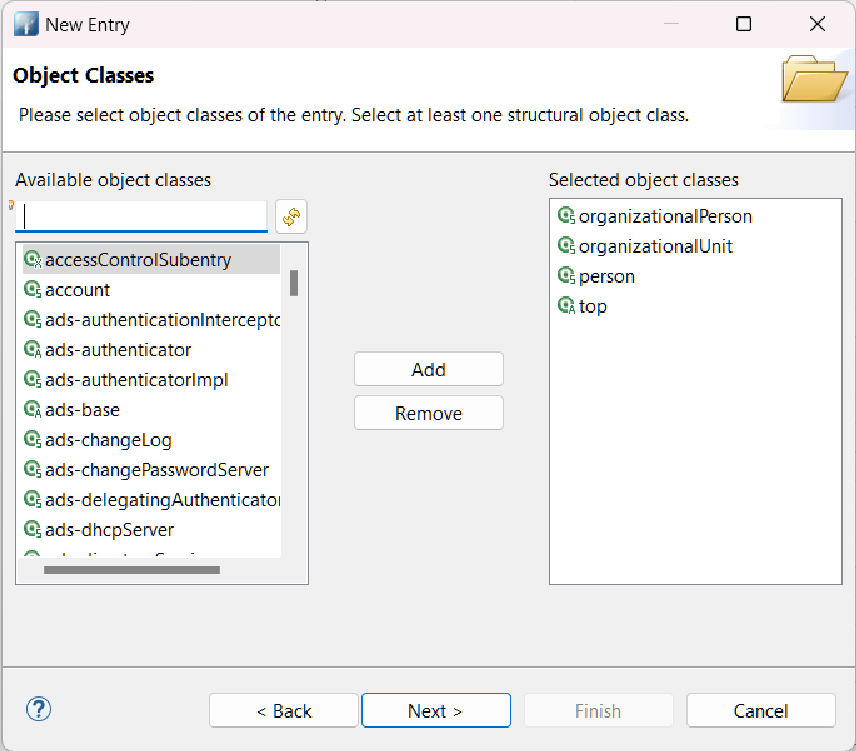 New Entry
Object Classes
Please select object classes of the entry. Select at least one structural object class.
Available object classes
accessControlSubentry
account
ads-authenticationIntercepto
ads-authenticator
ads-authenticatorImpl
ads-base
ads-changeLog
ads-changePasswordServer
ads-delegatingAuthenticator
ads-dhcpServer
Add
Remove
Selected object classes
organizationalPerson
organizationalUnit
person
top
?
< Back
Next >
Finish
Cancel